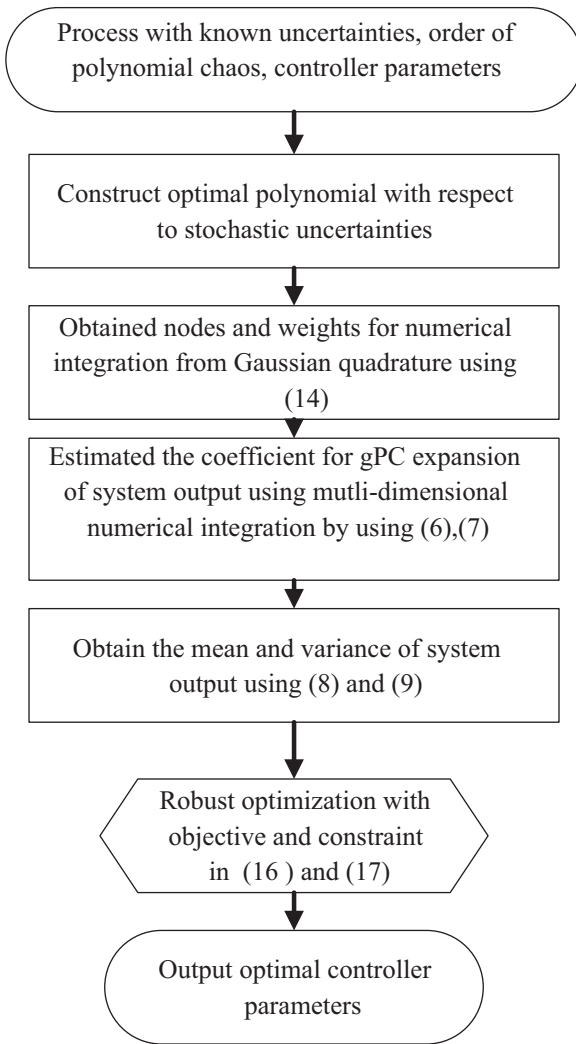 Process with known uncertainties, order of
polynomial chaos, controller parameters
Construct optimal polynomial with respect
to stochastic uncertainties
Obtained nodes and weights for numerical
integration from Gaussian quadrature using
(14)
Estimated the coefficient for gPC expansion
of system output using mutli-dimensional
numerical integration by using (6),(7)
Obtain the mean and variance of system
output using (8) and (9)
Robust optimization with
objective and constraint
in (16 ) and (17)
Output optimal controller
parameters